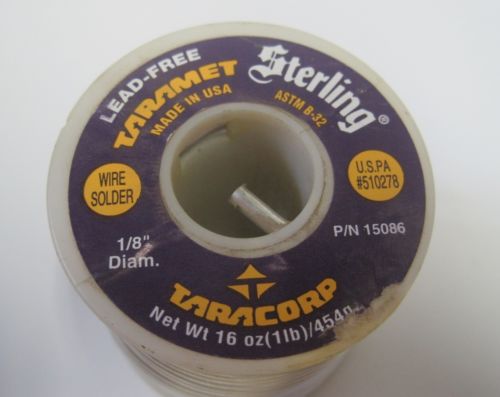 LEAD-FREE
TARAMET
MADE IN USA
Sterling®
ASTM B-32
WIRE
SOLDER
U.S.PA
#510278
1/8"
Diam.
P/N 15086
TARACORP
Net Wt 16 oz(1lb)/454g